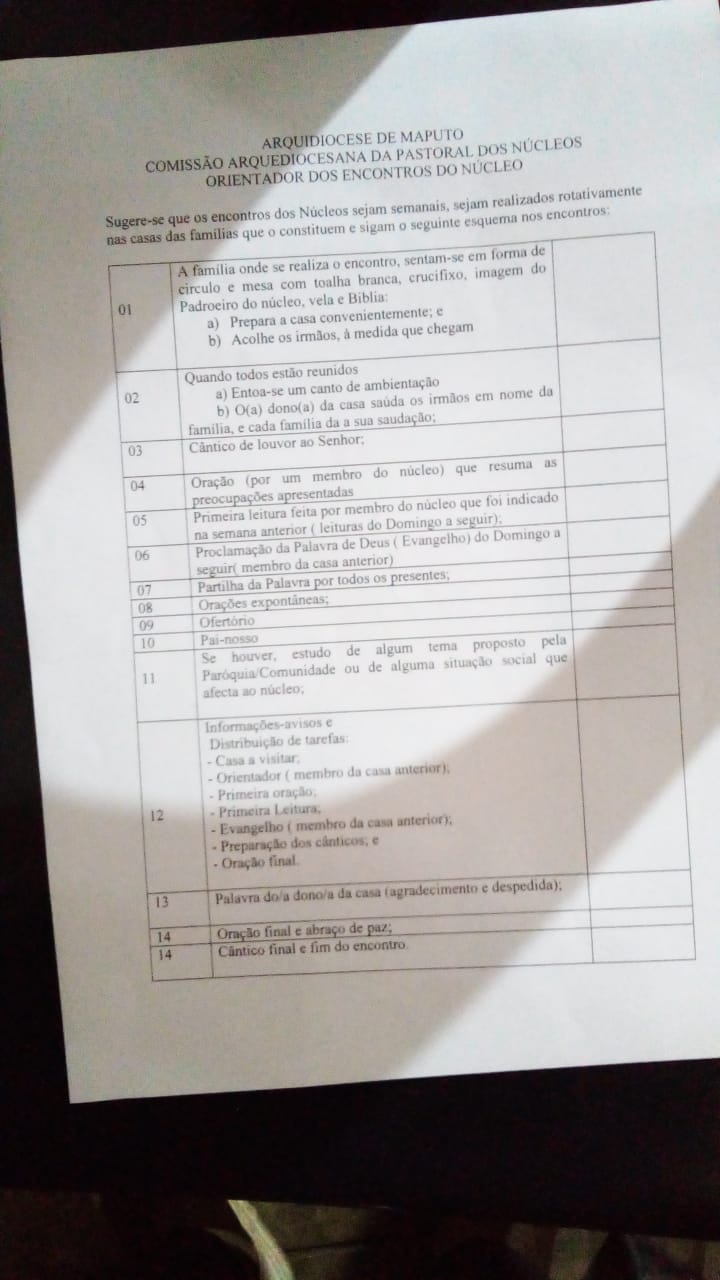 ARQUIDIOCESE DE MAPUTO
COMISSÃO ARQUEDIOCESANA DA PASTORAL DOS NÚCLEOS
ORIENTADOR DOS ENCONTROS DO NÚCLEO
Sugere-se que os encontros dos Núcleos sejam semanais, sejam realizados rotativamente
nas casas das famílias que o constituem e sigam o seguinte esquema nos encontros:
01
A família onde se realiza o encontro, sentam-se em forma de
circulo e mesa com toalha branca, crucifixo, imagem do
Padroeiro do núcleo, vela e Bíblia:
a) Prepara a casa convenientemente; e
b) Acolhe os irmãos, à medida que chegam
02
Quando todos estão reunidos
a) Entoa-se um canto de ambientação
b) O(a) dono(a) da casa saúda os irmãos em nome da
família, e cada família da a sua saudação;
03
Cântico de louvor ao Senhor;
04
Oração (por um membro do núcleo) que resuma as
preocupações apresentadas
05
Primeira leitura feita por membro do núcleo que foi indicado
na semana anterior ( leituras do Domingo a seguir);
06
Proclamação da Palavra de Deus ( Evangelho) do Domingo a
seguir( membro da casa anterior)
07
Partilha da Palavra por todos os presentes;
08
Orações expontâneas;
09
Ofertório
10
Pai-nosso
11
Se houver, estudo de algum tema proposto pela
Paróquia/Comunidade ou de alguma situação social que
afecta ao núcleo;
12
Informações-avisos e
Distribuição de tarefas:
- Casa a visitar;
- Orientador ( membro da casa anterior);
- Primeira oração;
- Primeira Leitura;
- Evangelho ( membro da casa anterior);
- Preparação dos cânticos; e
- Oração final.
13
Palavra do/a dono/a da casa (agradecimento e despedida);
14
Oração final e abraço de paz;
14
Cântico final e fim do encontro.